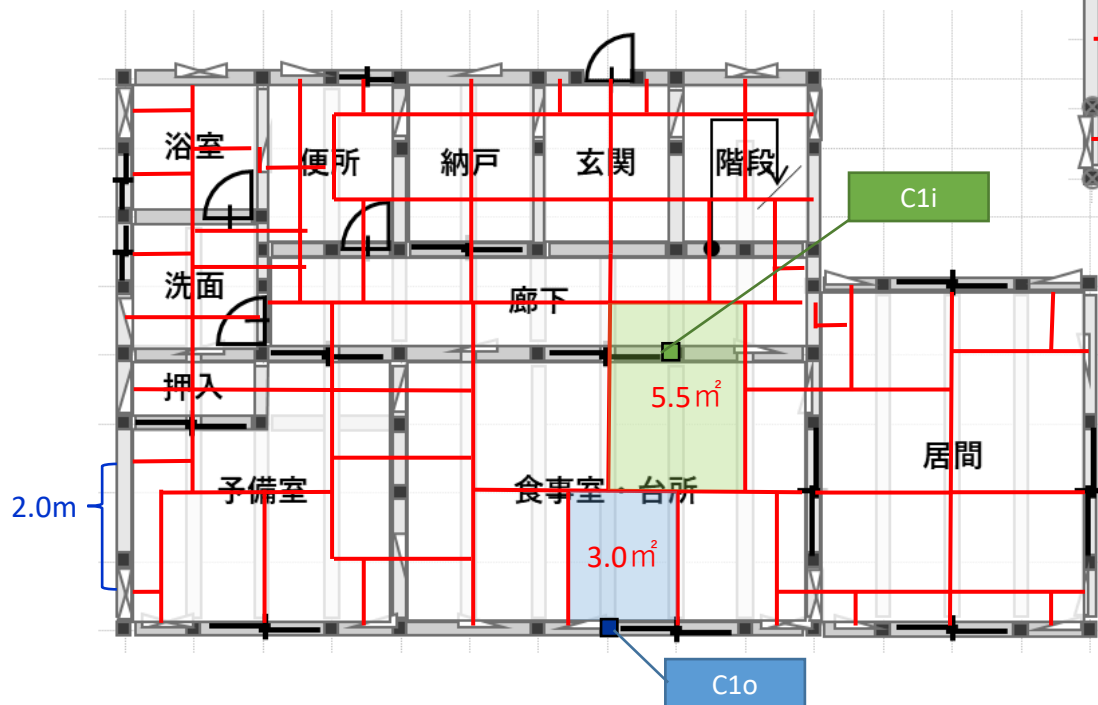 浴室
便所
納戸
玄関
階段
C1i
洗面
廊下
押入
5.5㎡
居間
予備室
食事室・台所
2.0m
3.0㎡
C1o